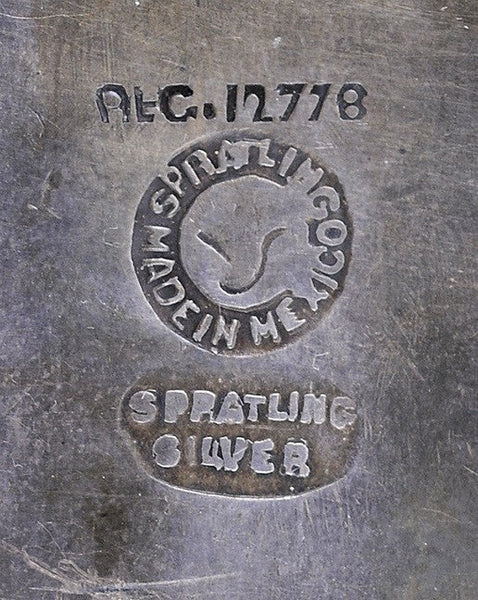 REG. 12778
SPRATLING
MADE IN MEXICO
SPRATLING
SILVER